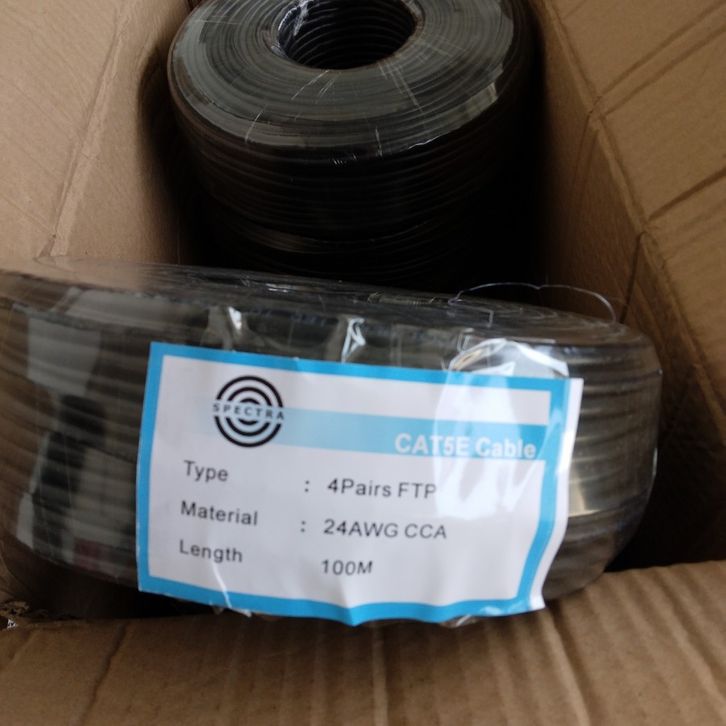 SPECTRA
CAT5E Cable
Type : 4Pairs FTP
Material : 24AWG CCA
Length 100M